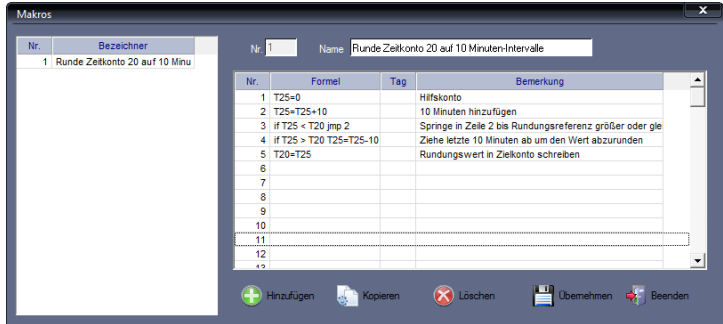 Makros
x
Nr. Bezeichner
1 Runde Zeitkonto 20 auf 10 Minu
Nr. 1 Name Runde Zeitkonto 20 auf 10 Minuten-Intervalle
Nr. Formel Tag Bemerkung
1 T25=0 Hilfskonto
2 T25=T25+10 10 Minuten hinzufügen
3 if T25 < T20 jmp 2 Springe in Zeile 2 bis Rundungsreferenz größer oder gle
4 if T25 > T20 T25=T25-10 Ziehe letzte 10 Minuten ab um den Wert abzurunden
5 T20=T25 Rundungswert in Zielkonto schreiben
6
7
8
9
10
11
12
13
Hinzufügen Kopieren Löschen Übernehmen Beenden